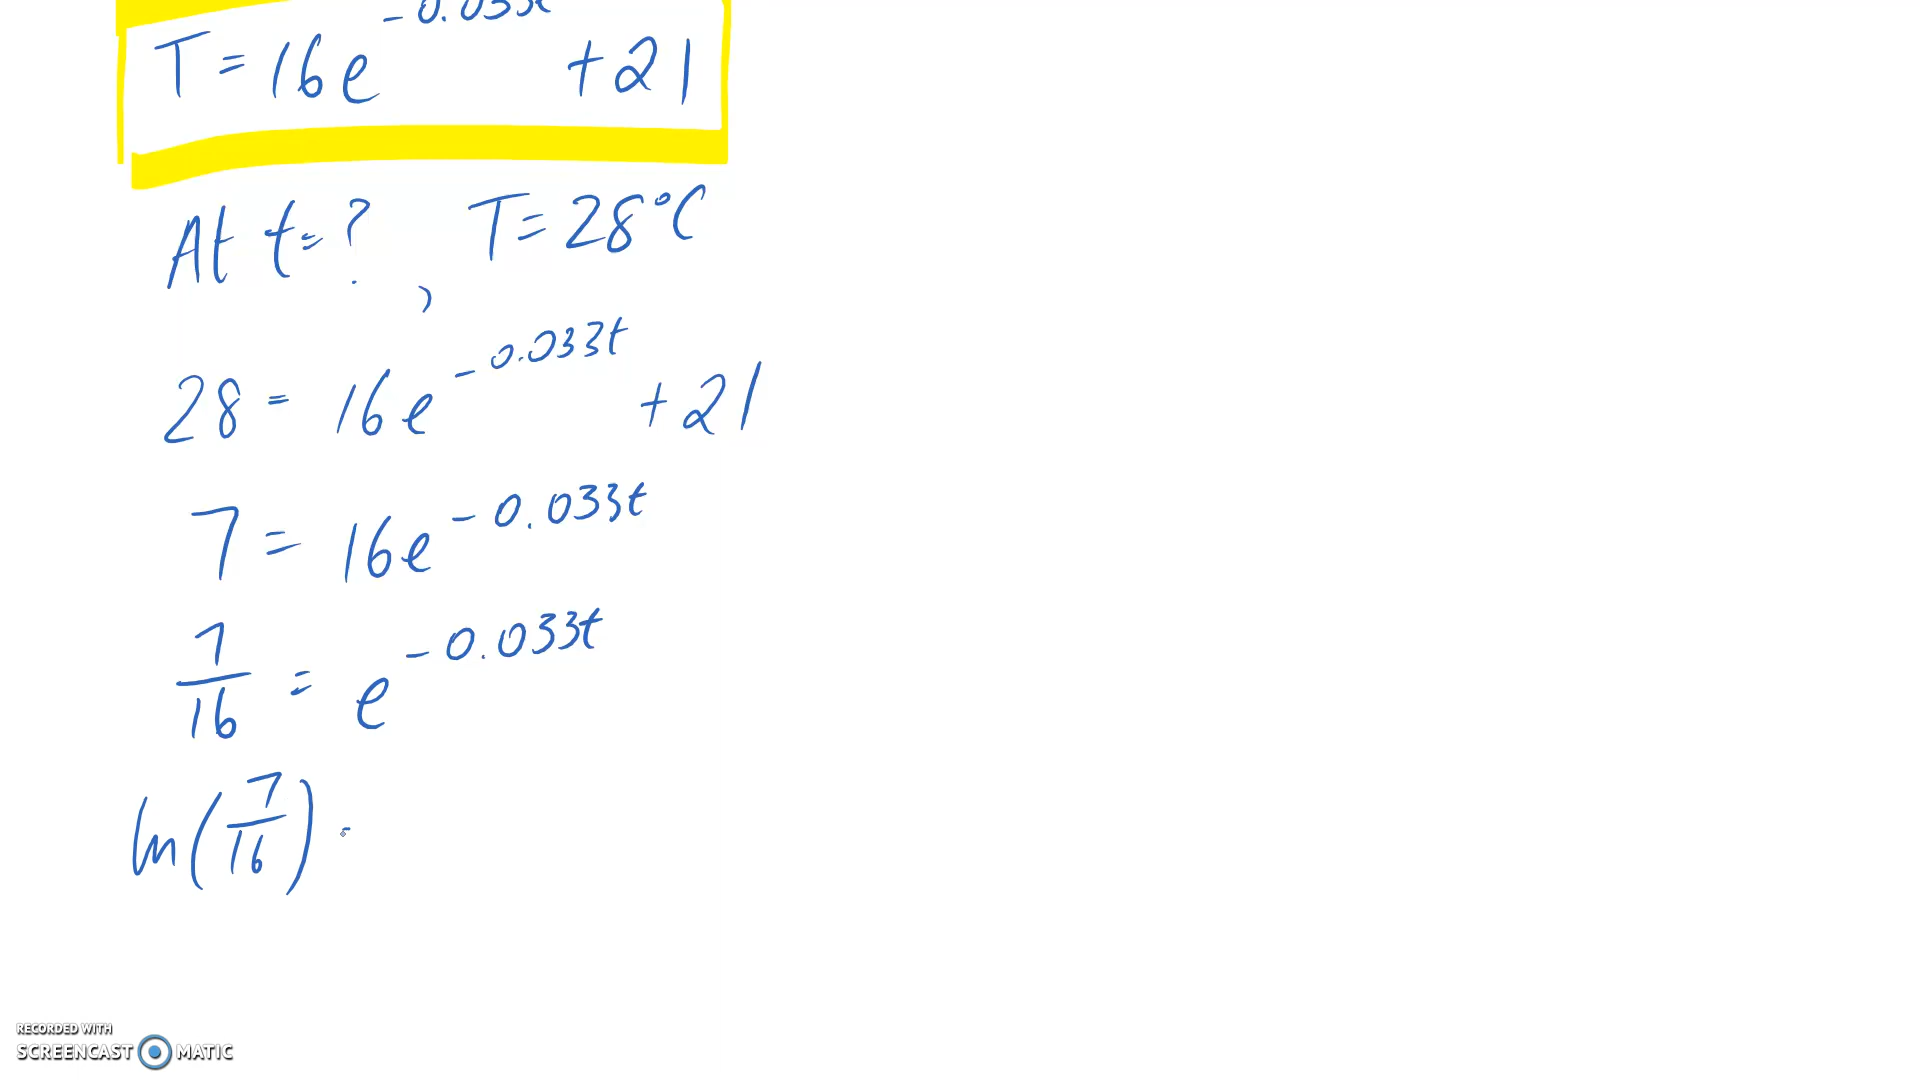 T = 16e^{-0.033t} + 21
At t = ? , T = 28°C
28 = 16e^{-0.033t} + 21
7 = 16e^{-0.033t}
7/16 = e^{-0.033t}
ln(7/16) =
RECORDED WITH
SCREENCAST MATIC